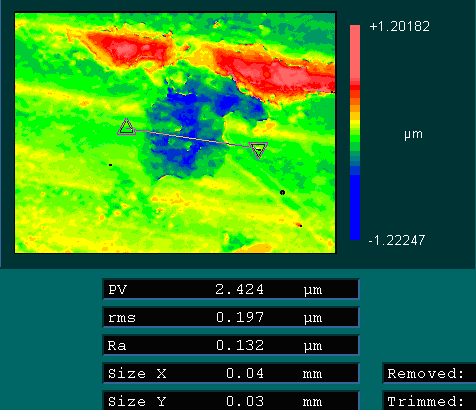 +1.20182
µm
-1.22247
PV 2.424 µm
rms 0.197 µm
Ra 0.132 µm
Size X 0.04 mm
Removed:
Size Y 0.03 mm
Trimmed: